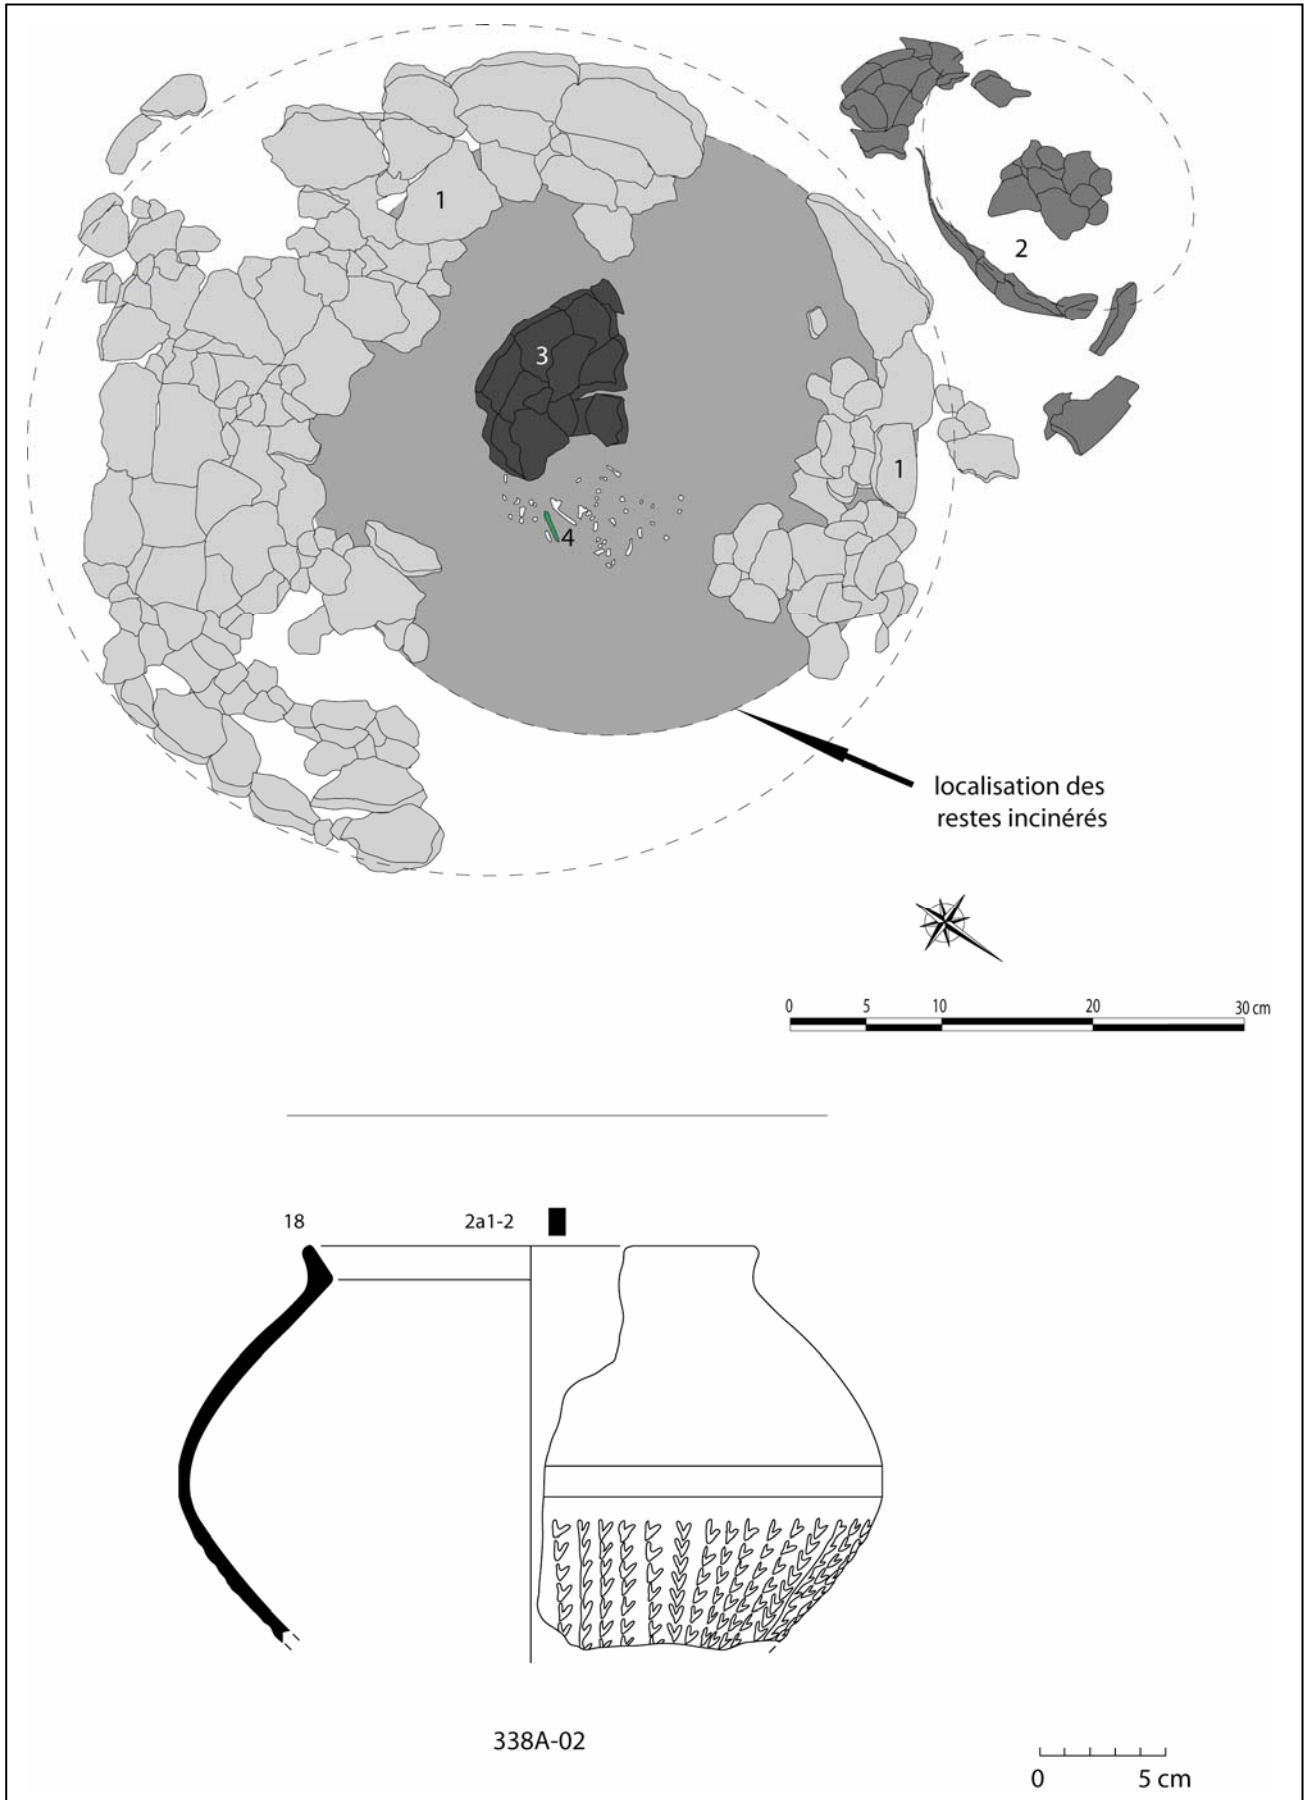 1
2
3
1
4
localisation des
restes incinérés
0 5 10 20 30 cm
18 2a1-2
338A-02
0 5 cm